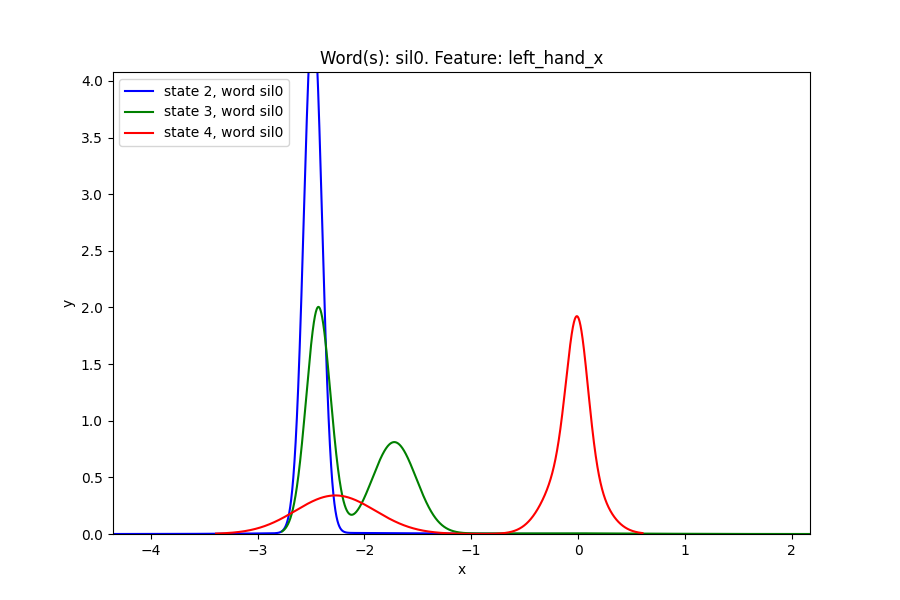 Word(s): sil0. Feature: left_hand_x
state 2, word sil0
state 3, word sil0
state 4, word sil0
y
4.0
3.5
3.0
2.5
2.0
1.5
1.0
0.5
0.0
−4 −3 −2 −1 0 1 2
x